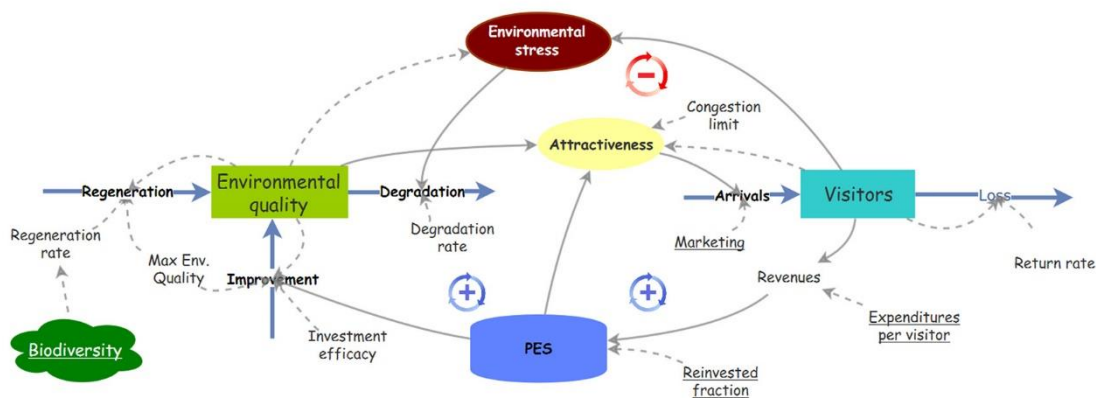 Environmental
stress
Congestion
limit
Attractiveness
Regeneration
Environmental
quality
Degradation
Arrivals
Visitors
Loss
Regeneration
rate
Max Env.
Quality
Degradation
rate
Marketing
Return rate
Improvement
Revenues
Investment
efficacy
Expenditures
per visitor
Biodiversity
PES
Reinvested
fraction